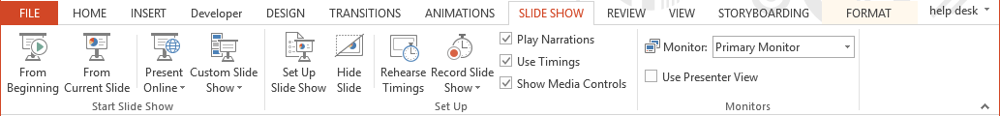 FILE HOME INSERT Developer DESIGN TRANSITIONS ANIMATIONS SLIDE SHOW REVIEW VIEW STORYBOARDING FORMAT help desk
From Beginning
From Current Slide
Present Online
Custom Slide Show
Start Slide Show
Set Up Slide Show
Hide Slide
Rehearse Timings
Record Slide Show
Play Narrations
Use Timings
Show Media Controls
Set Up
Monitor: Primary Monitor
Use Presenter View
Monitors